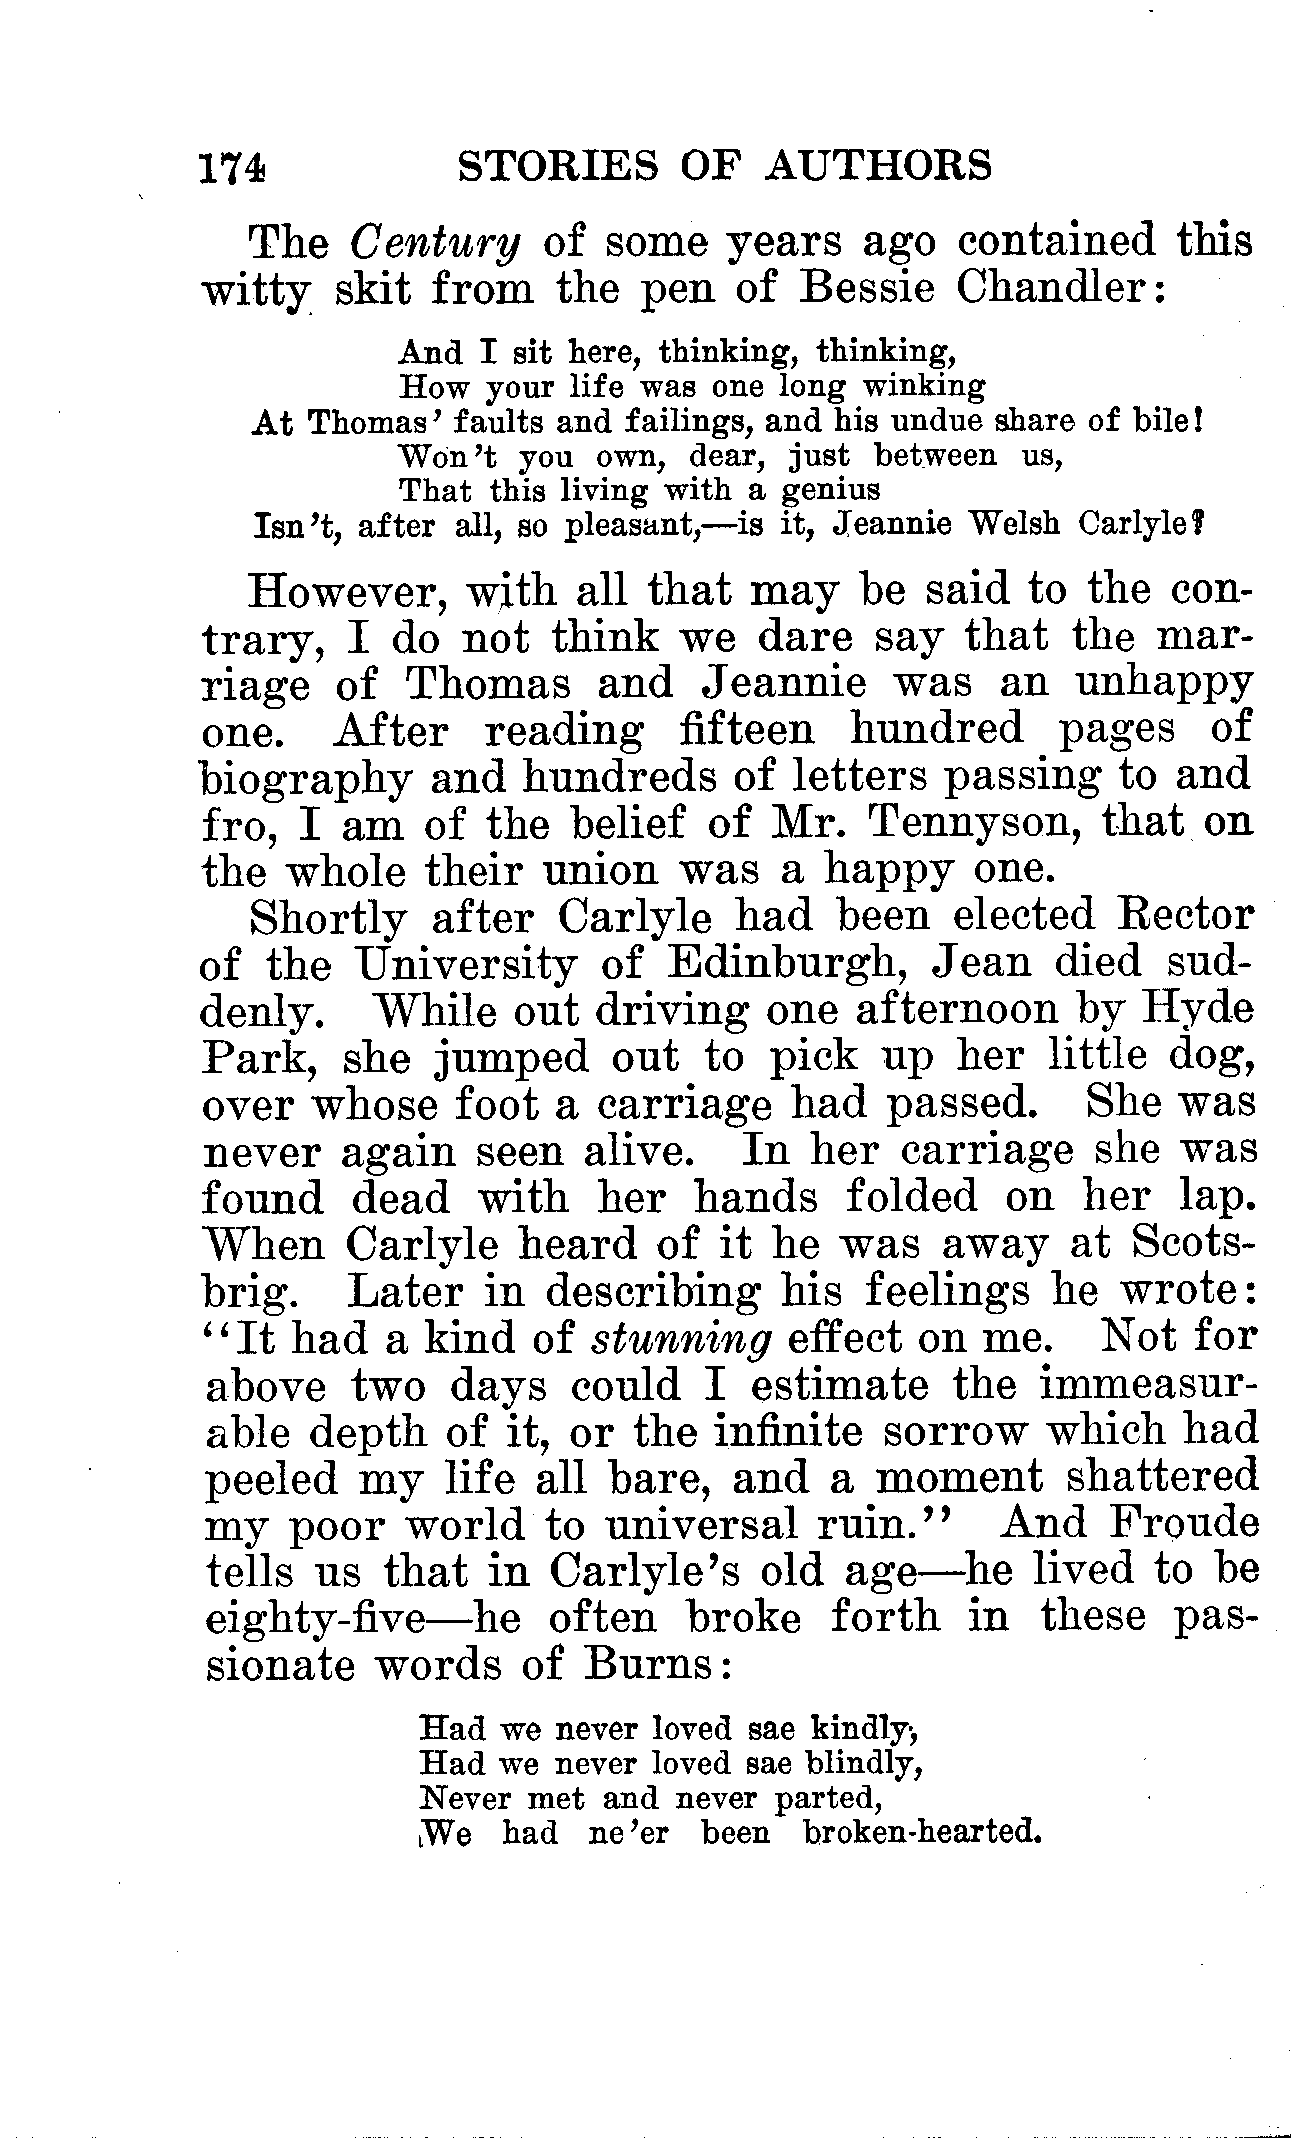 174 STORIES OF AUTHORS
The Century of some years ago contained this
witty skit from the pen of Bessie Chandler:
And I sit here, thinking, thinking,
How your life was one long winking
At Thomas' faults and failings, and his undue share of bile!
Won't you own, dear, just between us,
That this living with a genius
Isn't, after all, so pleasant,—is it, Jeannie Welsh Carlyle?
However, with all that may be said to the con-
trary, I do not think we dare say that the mar-
riage of Thomas and Jeannie was an unhappy
one. After reading fifteen hundred pages of
biography and hundreds of letters passing to and
fro, I am of the belief of Mr. Tennyson, that on
the whole their union was a happy one.
Shortly after Carlyle had been elected Rector
of the University of Edinburgh, Jean died sud-
denly. While out driving one afternoon by Hyde
Park, she jumped out to pick up her little dog,
over whose foot a carriage had passed. She was
never again seen alive. In her carriage she was
found dead with her hands folded on her lap.
When Carlyle heard of it he was away at Scots-
brig. Later in describing his feelings he wrote:
"It had a kind of stunning effect on me. Not for
above two days could I estimate the immeasur-
able depth of it, or the infinite sorrow which had
peeled my life all bare, and a moment shattered
my poor world to universal ruin." And Froude
tells us that in Carlyle's old age—he lived to be
eighty-five—he often broke forth in these pas-
sionate words of Burns:
Had we never loved sae kindly,
Had we never loved sae blindly,
Never met and never parted,
We had ne'er been broken-hearted.